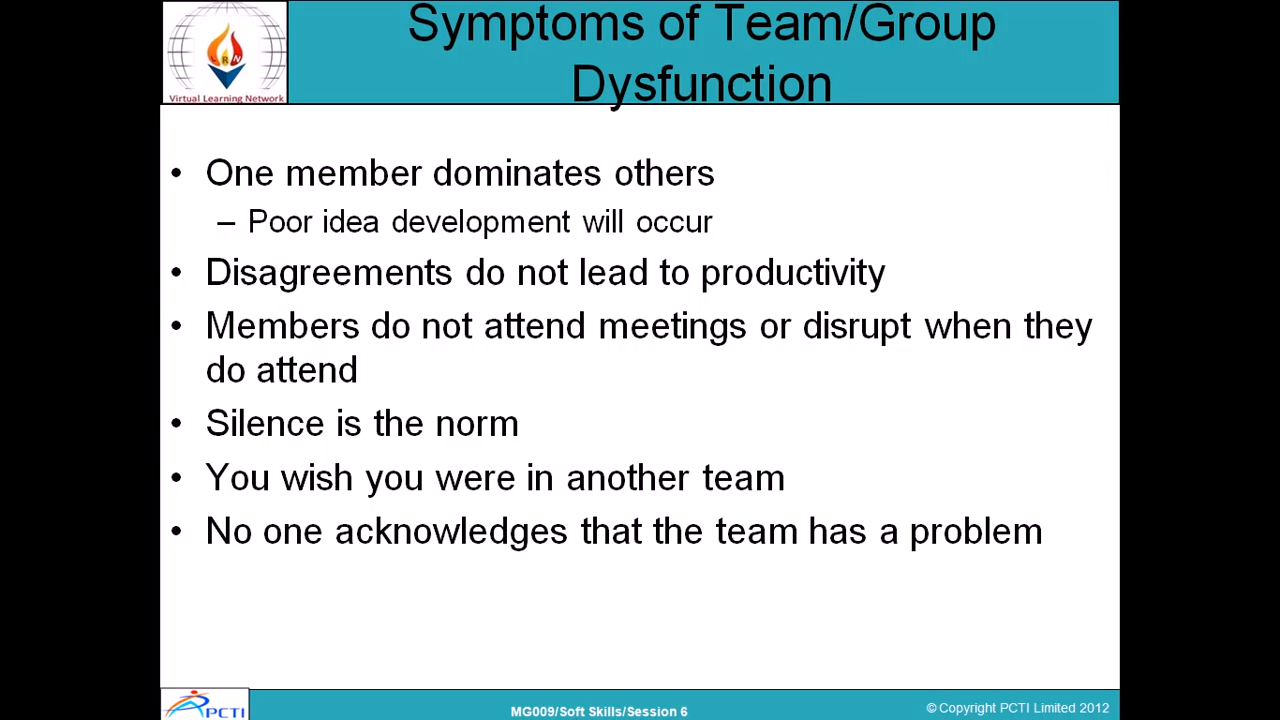 Symptoms of Team/Group
Dysfunction
LRN
Virtual Learning Network
• One member dominates others
– Poor idea development will occur
• Disagreements do not lead to productivity
• Members do not attend meetings or disrupt when they
do attend
• Silence is the norm
• You wish you were in another team
• No one acknowledges that the team has a problem
PCTI
MG009/Soft Skills/Session 6
© Copyright PCTI Limited 2012